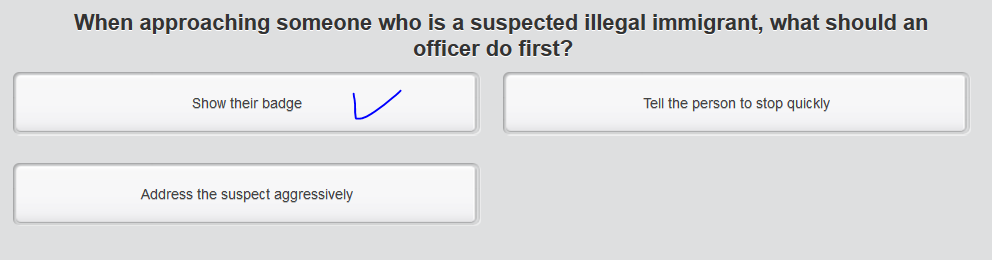 When approaching someone who is a suspected illegal immigrant, what should an
officer do first?
Show their badge
Tell the person to stop quickly
Address the suspect aggressively